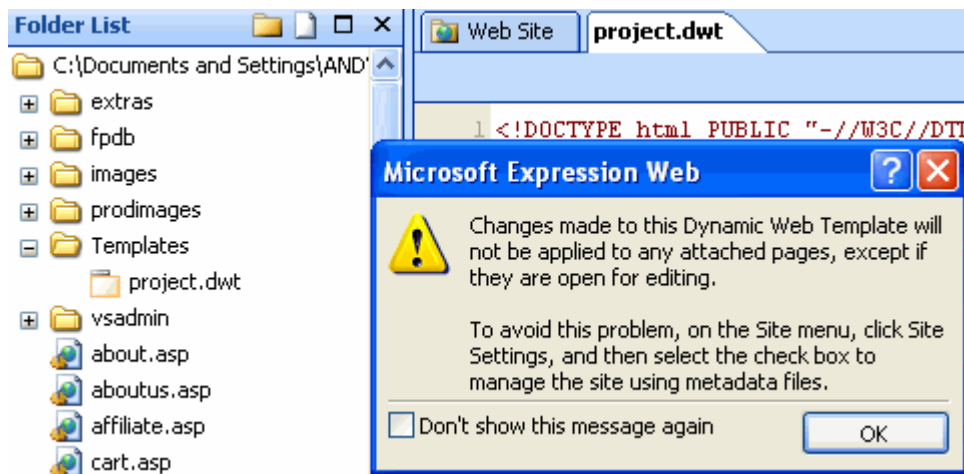 Folder List
C:\Documents and Settings\AND
extras
fpdb
images
prodimages
Templates
project.dwt
vsadmin
about.asp
aboutus.asp
affiliate.asp
cart.asp
Web Site
project.dwt
1 <!DOCTYPE html PUBLIC "-//W3C//DTD
Microsoft Expression Web
Changes made to this Dynamic Web Template will
not be applied to any attached pages, except if
they are open for editing.
To avoid this problem, on the Site menu, click Site
Settings, and then select the check box to
manage the site using metadata files.
Don't show this message again
OK